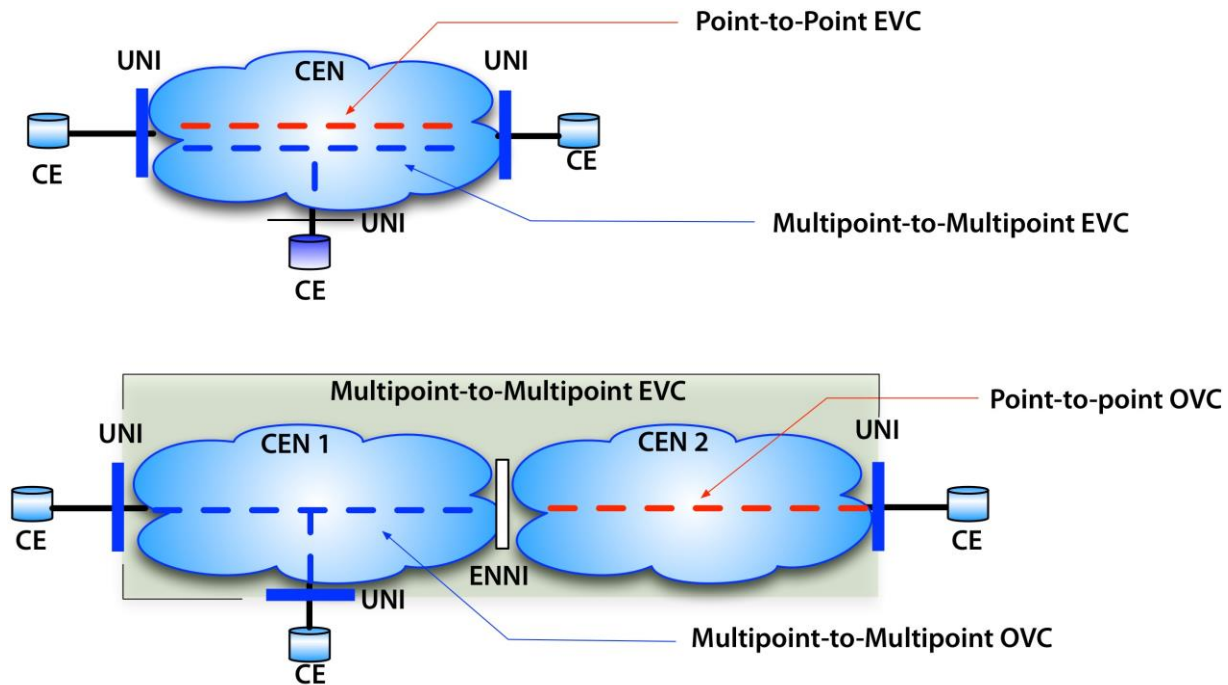 Point-to-Point EVC
UNI
CEN
UNI
CE
CE
UNI
Multipoint-to-Multipoint EVC
CE
Multipoint-to-Multipoint EVC
Point-to-point OVC
UNI
CEN 1
CEN 2
UNI
CE
CE
ENNI
UNI
Multipoint-to-Multipoint OVC
CE